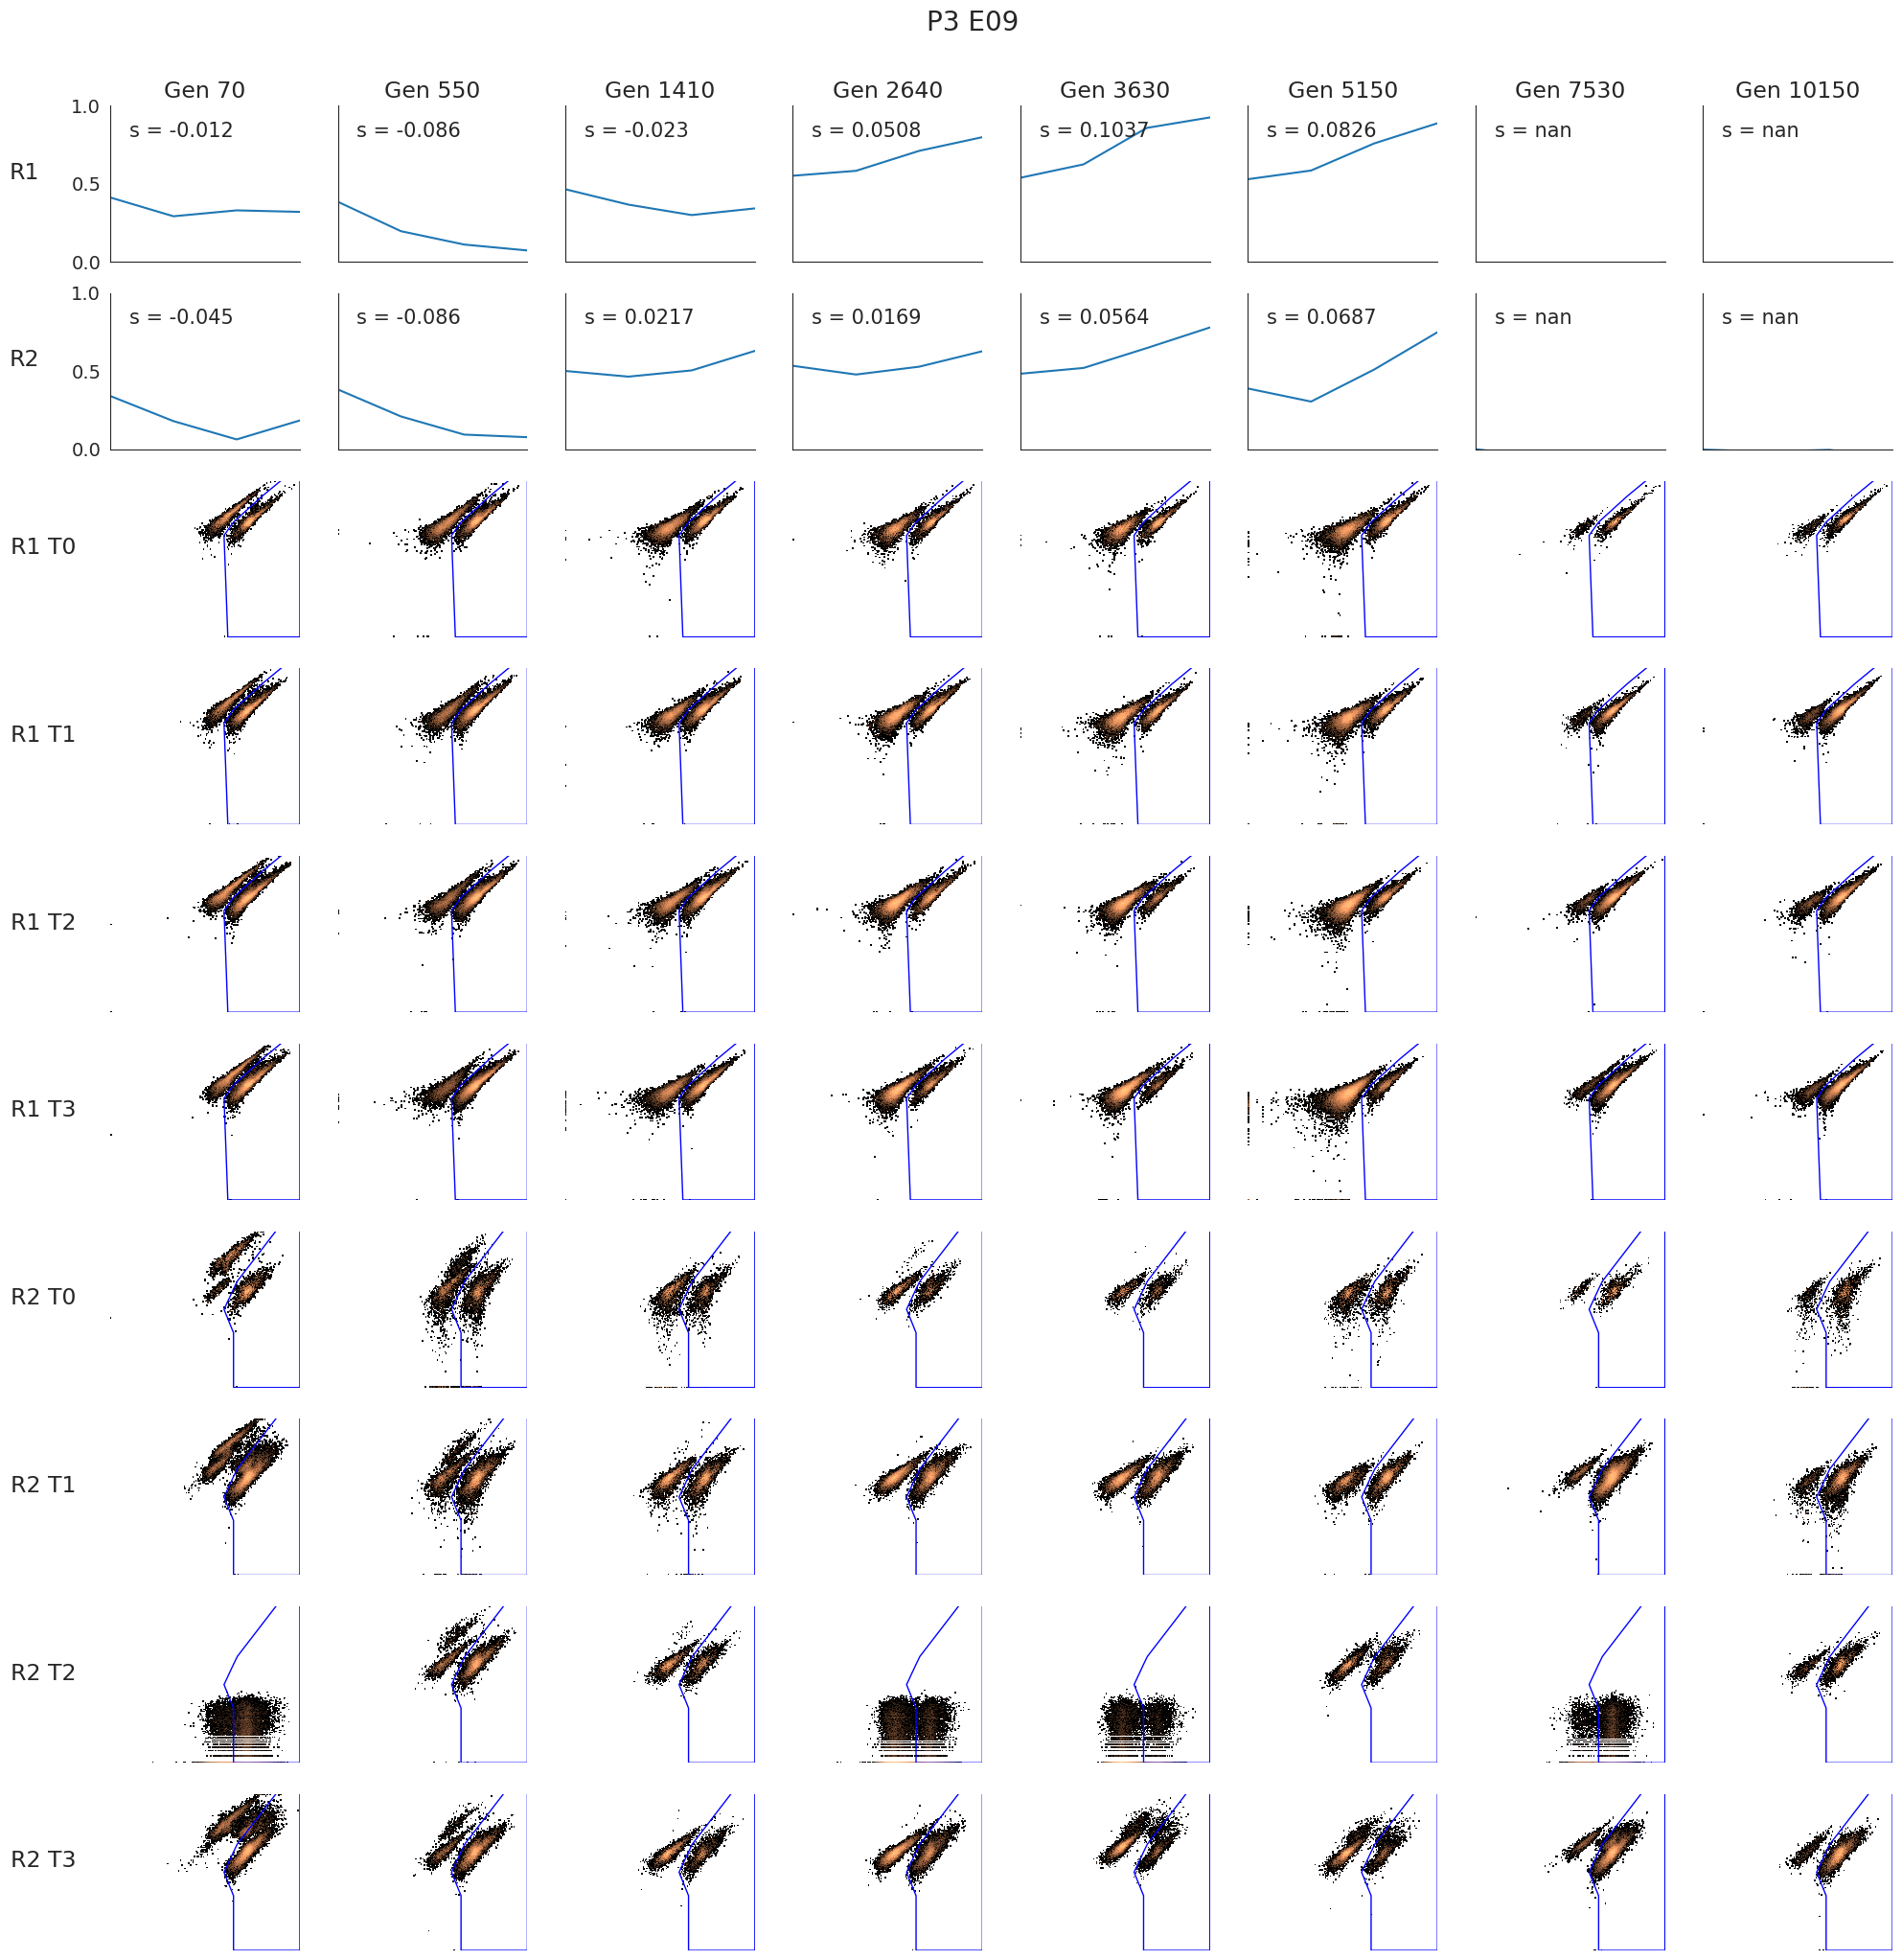 P3 E09
Gen 70 Gen 550 Gen 1410 Gen 2640 Gen 3630 Gen 5150 Gen 7530 Gen 10150
1.0
s = -0.012 s = -0.086 s = -0.023 s = 0.0508 s = 0.1037 s = 0.0826 s = nan s = nan
R1
0.5
0.0
1.0
s = -0.045 s = -0.086 s = 0.0217 s = 0.0169 s = 0.0564 s = 0.0687 s = nan s = nan
R2
0.5
0.0
R1 T0
R1 T1
R1 T2
R1 T3
R2 T0
R2 T1
R2 T2
R2 T3